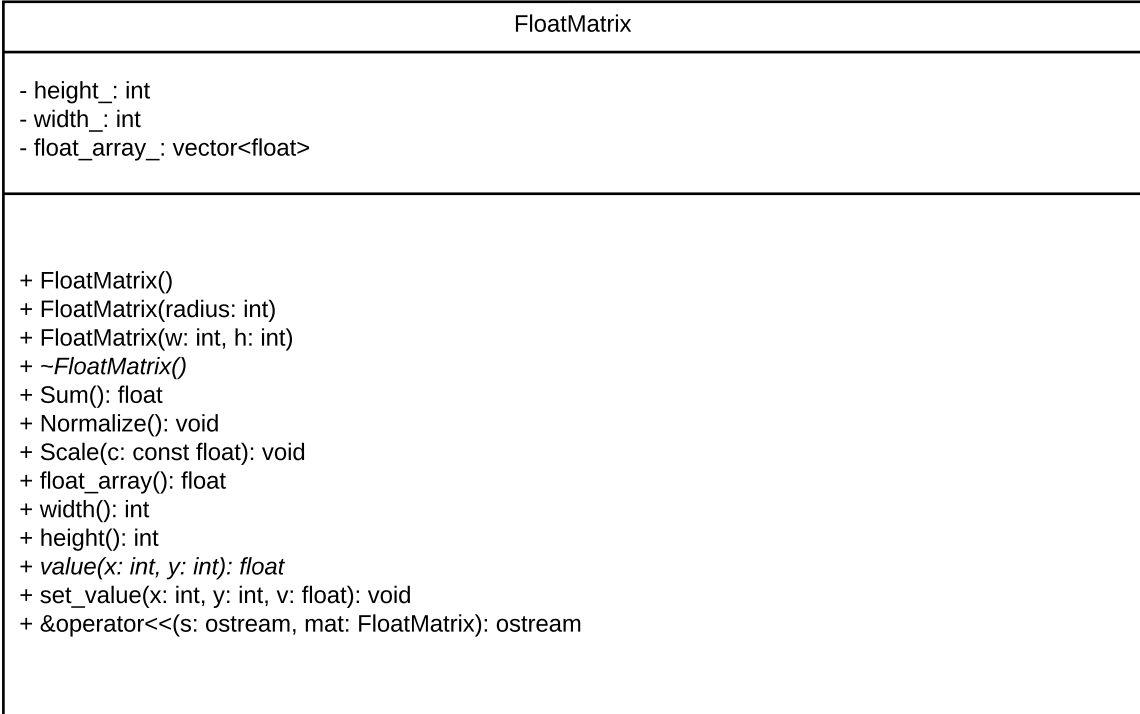 FloatMatrix
- height_: int
- width_: int
- float_array_: vector<float>
+ FloatMatrix()
+ FloatMatrix(radius: int)
+ FloatMatrix(w: int, h: int)
+ ~FloatMatrix()
+ Sum(): float
+ Normalize(): void
+ Scale(c: const float): void
+ float_array(): float
+ width(): int
+ height(): int
+ value(x: int, y: int): float
+ set_value(x: int, y: int, v: float): void
+ &operator<<(s: ostream, mat: FloatMatrix): ostream